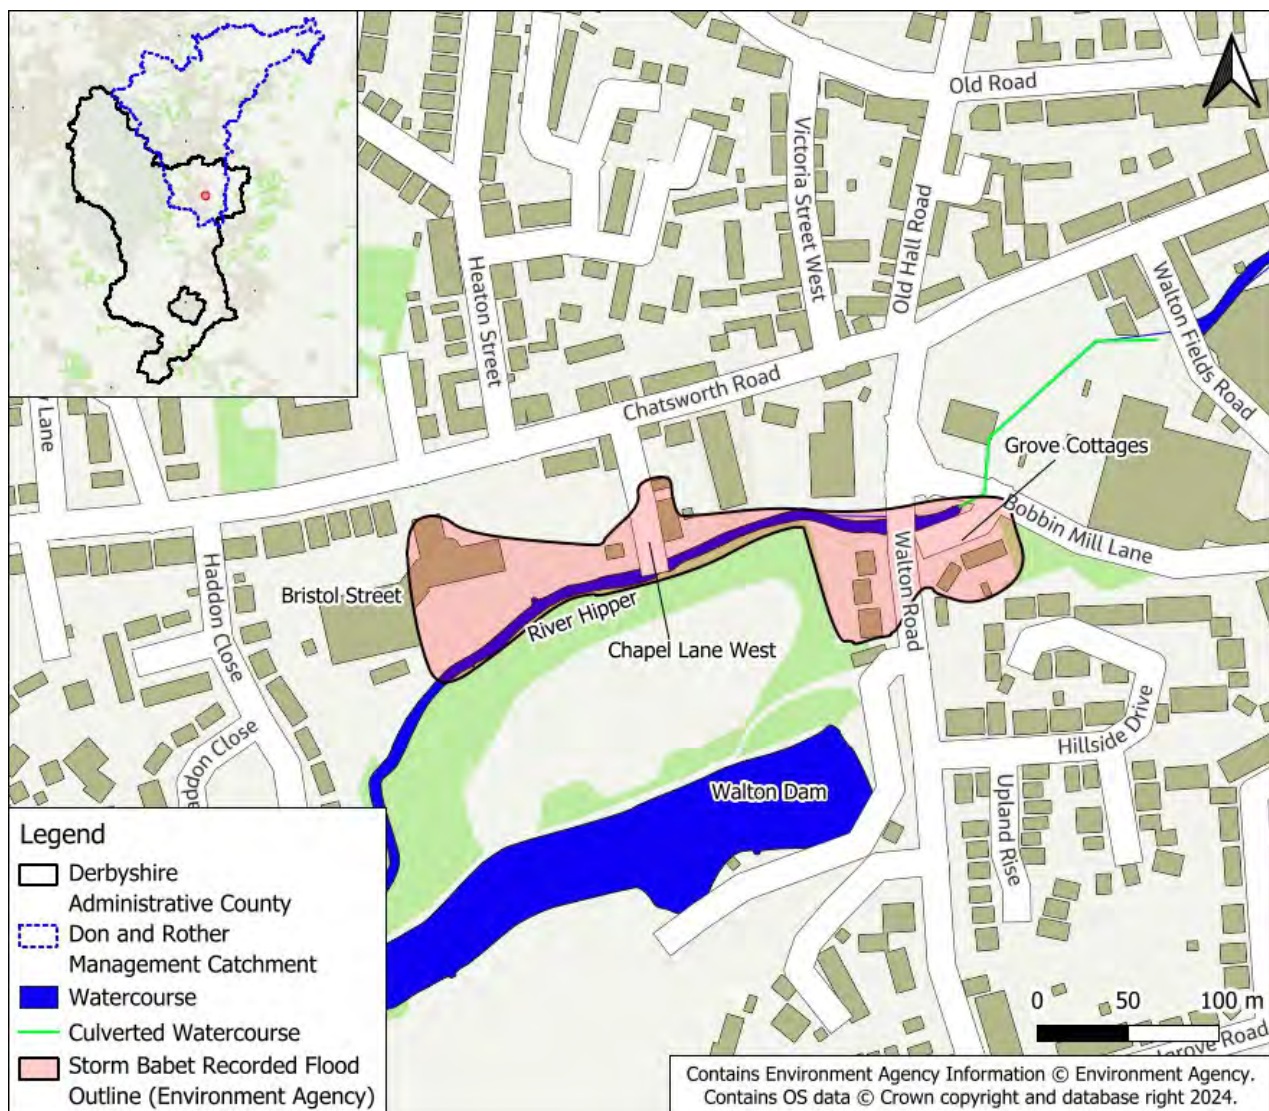 Old Road
Victoria Street West
Old Hall Road
Heaton Street
Walton Fields Road
Chatsworth Road
Lane
Grove Cottages
Bobbin Mill Lane
Haddon Close
Bristol Street
River Hipper
Walton Road
Chapel Lane West
Hillside Drive
ddon Close
Walton Dam
Upland Rise
Legend
Derbyshire
Administrative County
Don and Rother
Management Catchment
Watercourse
Culverted Watercourse
Storm Babet Recorded Flood
Outline (Environment Agency)
0 50 100 m
grove Road
Contains Environment Agency Information © Environment Agency.
Contains OS data © Crown copyright and database right 2024.